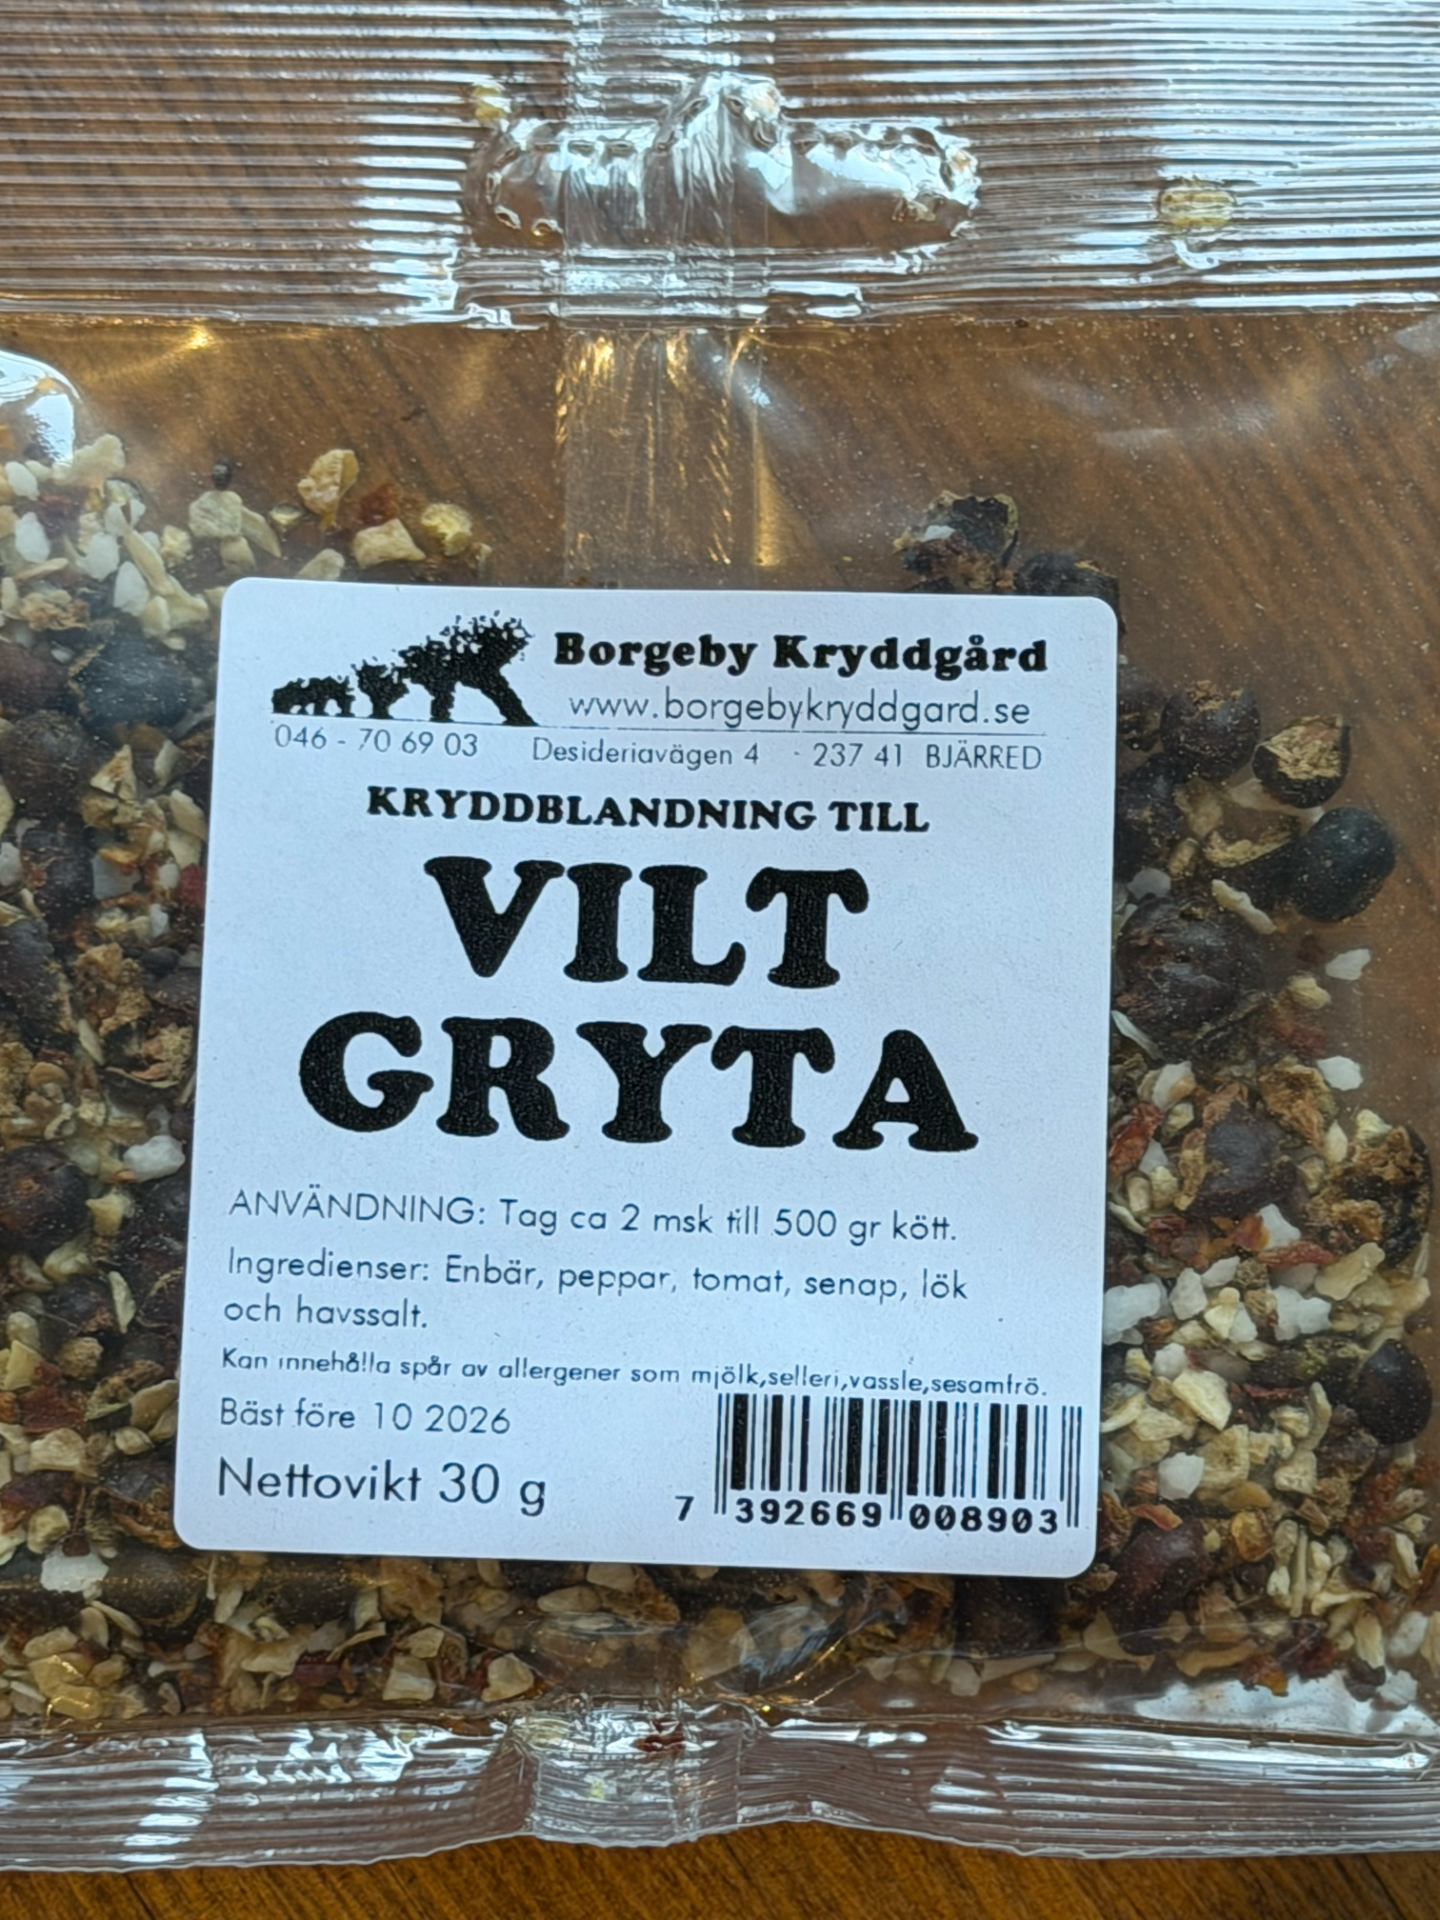 Borgeby Kryddgård
www.borgebykryddgard.se
046 - 70 69 03 Desideriavägen 4 · 237 41 BJÄRRED
KRYDDBLANDNING TILL
VILT
GRYTA
ANVÄNDNING: Tag ca 2 msk till 500 gr kött.
Ingredienser: Enbär, peppar, tomat, senap, lök
och havssalt.
Kan innehålla spår av allergener som mjölk,selleri,vassle,sesamfrö.
Bäst före 10 2026
Nettovikt 30 g
7 392669 008903